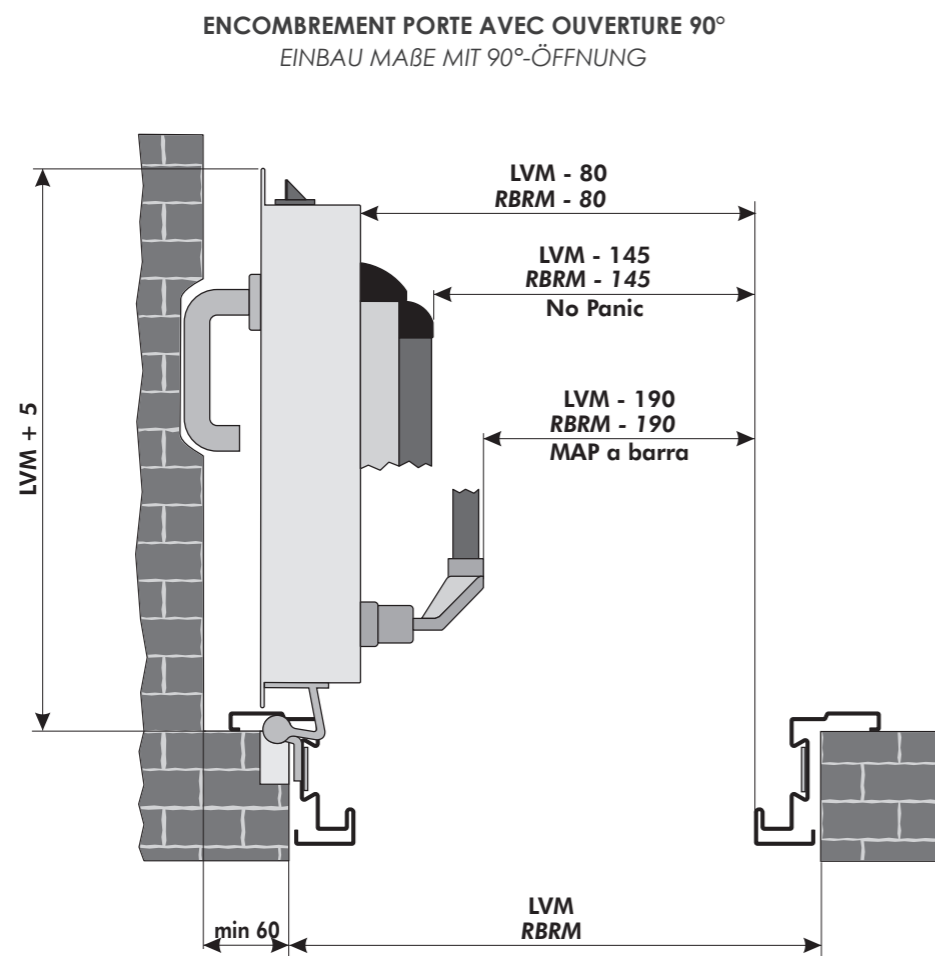 ENCOMBREMENT PORTE AVEC OUVERTURE 90°
EINBAU MAßE MIT 90°-ÖFFNUNG
LVM - 80
RBRM - 80
LVM - 145
RBRM - 145
No Panic
LVM - 190
RBRM - 190
MAP a barra
LVM + 5
min 60
LVM
RBRM